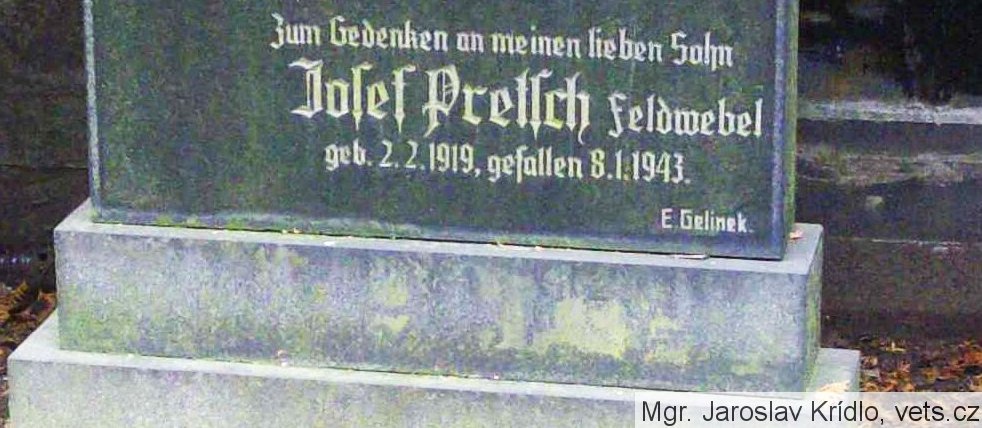 Zum Gedenken an meinen lieben Sohn
Josef Pretsch Feldwebel
geb. 2.2.1919, gefallen 8.1.1943.
E. Gelinek.
Mgr. Jaroslav Krídlo, vets.cz